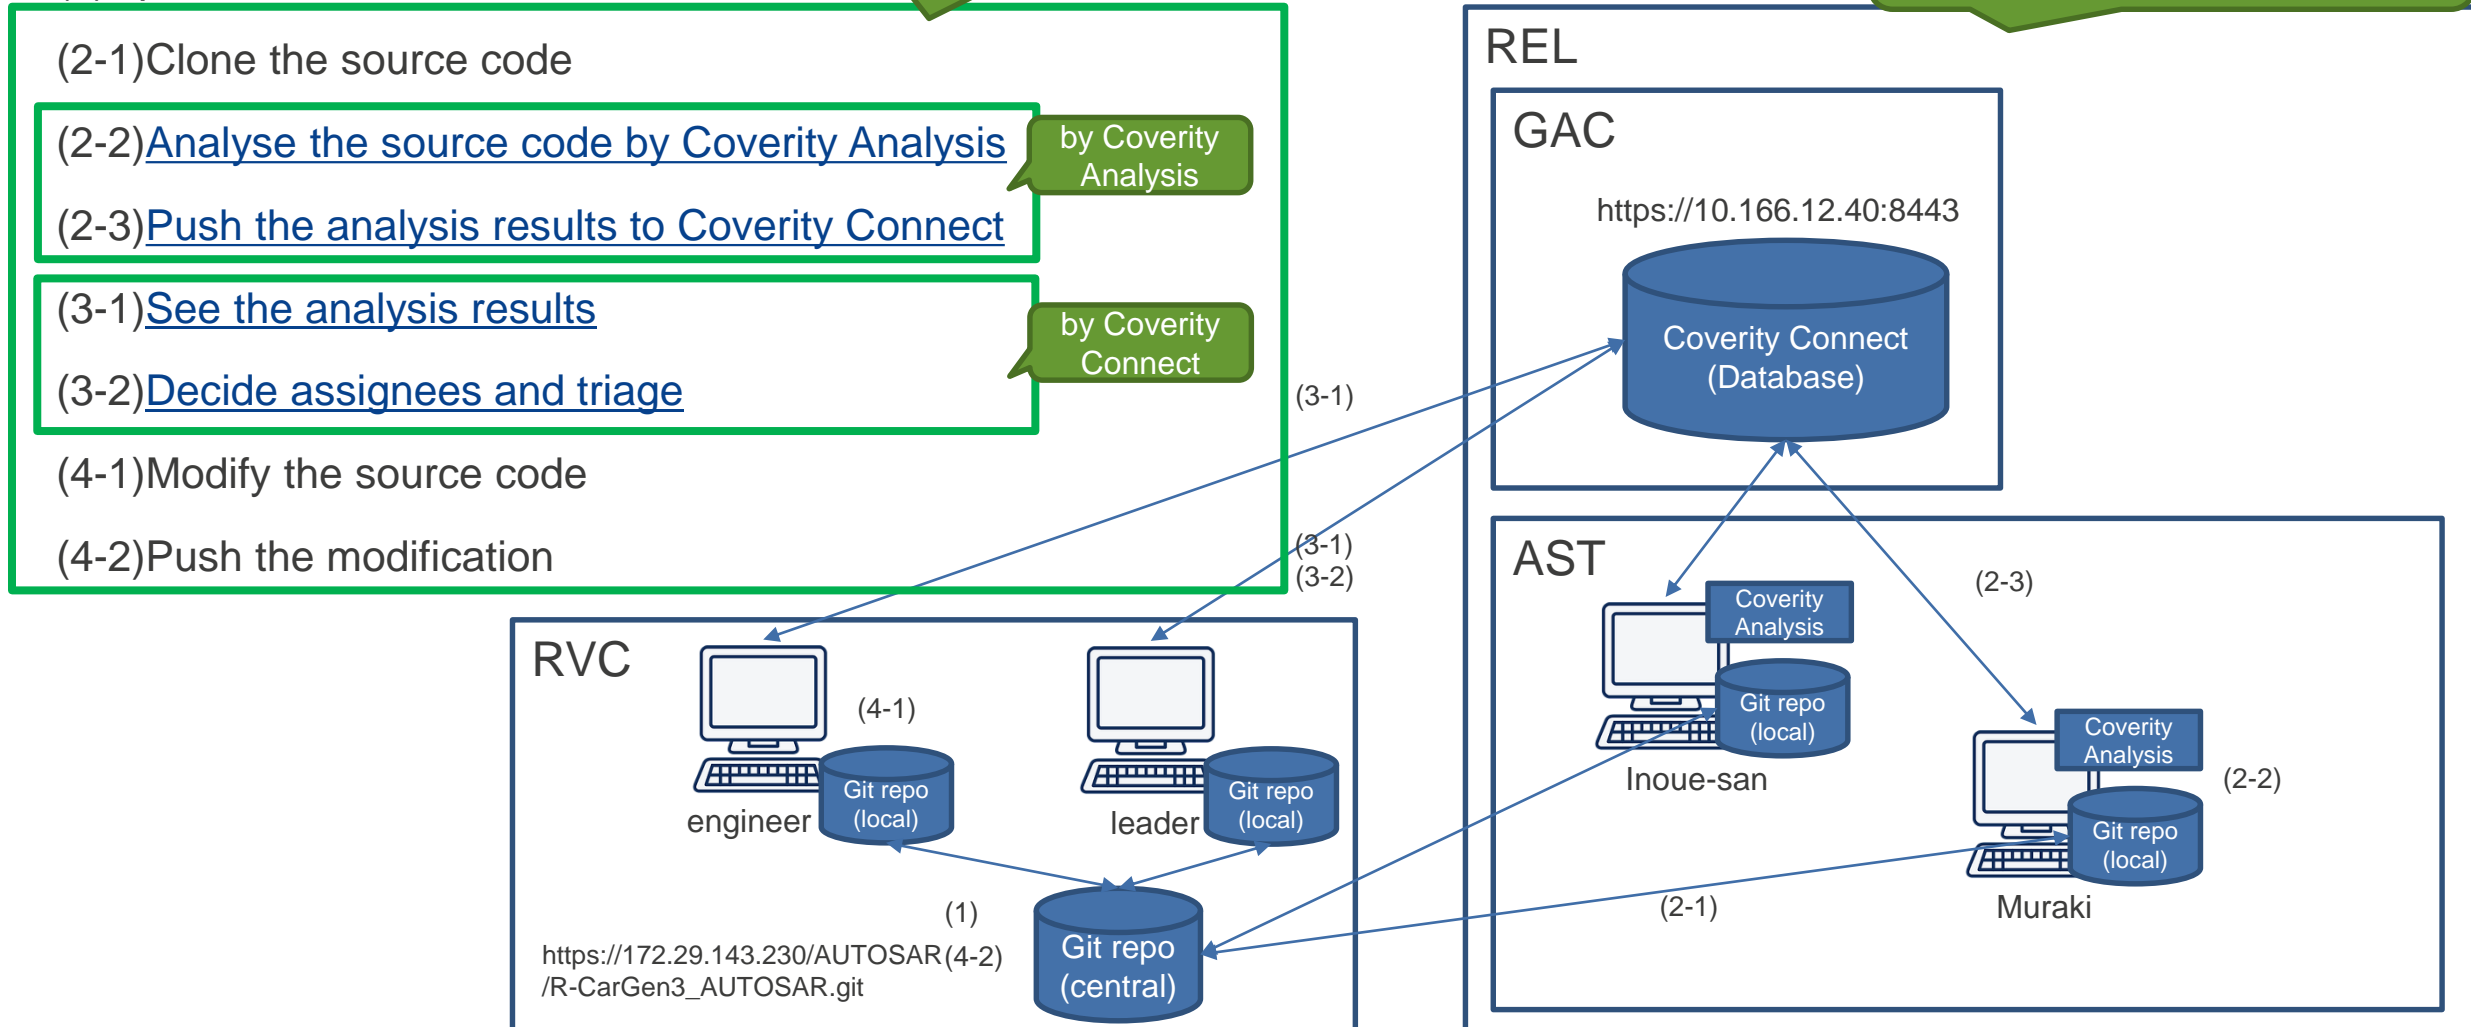 (2-1)Clone the source code
(2-2)Analyse the source code by Coverity Analysis
by Coverity
Analysis
(2-3)Push the analysis results to Coverity Connect
(3-1)See the analysis results
by Coverity
Connect
(3-2)Decide assignees and triage
(4-1)Modify the source code
(4-2)Push the modification
REL
GAC
https://10.166.12.40:8443
Coverity Connect
(Database)
(3-1)
(3-1)
(3-2)
AST
(2-3)
Coverity
Analysis
Git repo
(local)
Inoue-san
Coverity
Analysis
(2-2)
Git repo
(local)
Muraki
(2-1)
RVC
(4-1)
Git repo
(local)
engineer
Git repo
(local)
leader
(1)
(4-2)
https://172.29.143.230/AUTOSAR
/R-CarGen3_AUTOSAR.git
Git repo
(central)